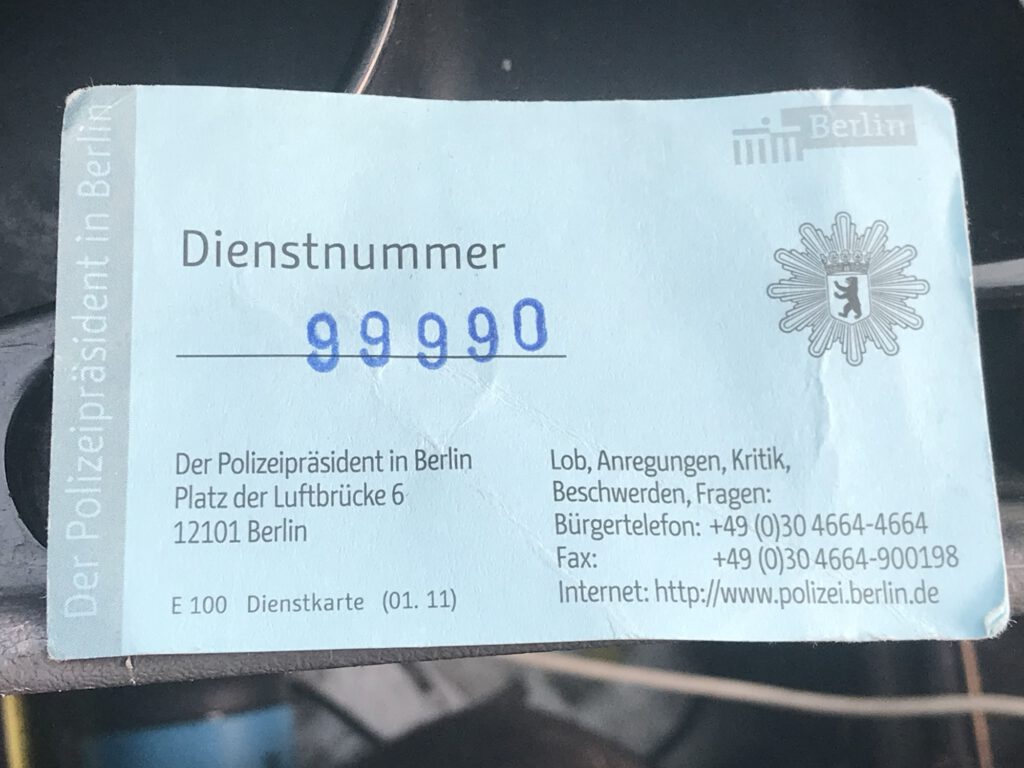 Der Polizeipräsident in Berlin
Berlin
Dienstnummer
99990
Der Polizeipräsident in Berlin
Platz der Luftbrücke 6
12101 Berlin
E 100 Dienstkarte (01. 11)
Lob, Anregungen, Kritik,
Beschwerden, Fragen:
Bürgertelefon: +49 (0)30 4664-4664
Fax: +49 (0)30 4664-900198
Internet: http://www.polizei.berlin.de